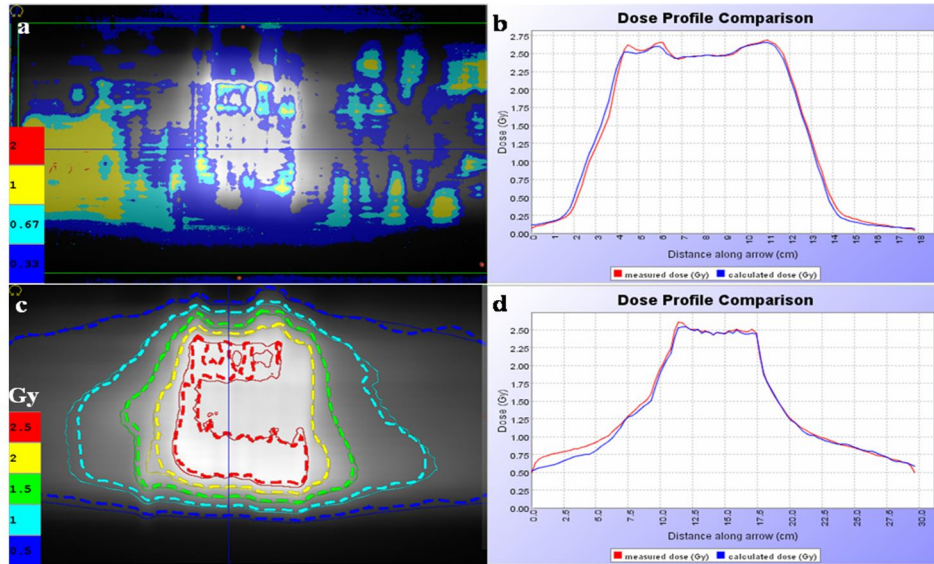 a
2
1
0.67
0.33
b
Dose Profile Comparison
Dose (Gy)
2.75
2.50
2.25
2.00
1.75
1.50
1.25
1.00
0.75
0.50
0.25
0.00
0 1 2 3 4 5 6 7 8 9 10 11 12 13 14 15 16 17 18
Distance along arrow (cm)
measured dose (Gy) calculated dose (Gy)
c
Gy
2.5
2
1.5
1
0.5
d
Dose Profile Comparison
Dose (Gy)
2.50
2.25
2.00
1.75
1.50
1.25
1.00
0.75
0.50
0.25
0.00
0.0 2.5 5.0 7.5 10.0 12.5 15.0 17.5 20.0 22.5 25.0 27.5 30.0
Distance along arrow (cm)
measured dose (Gy) calculated dose (Gy)